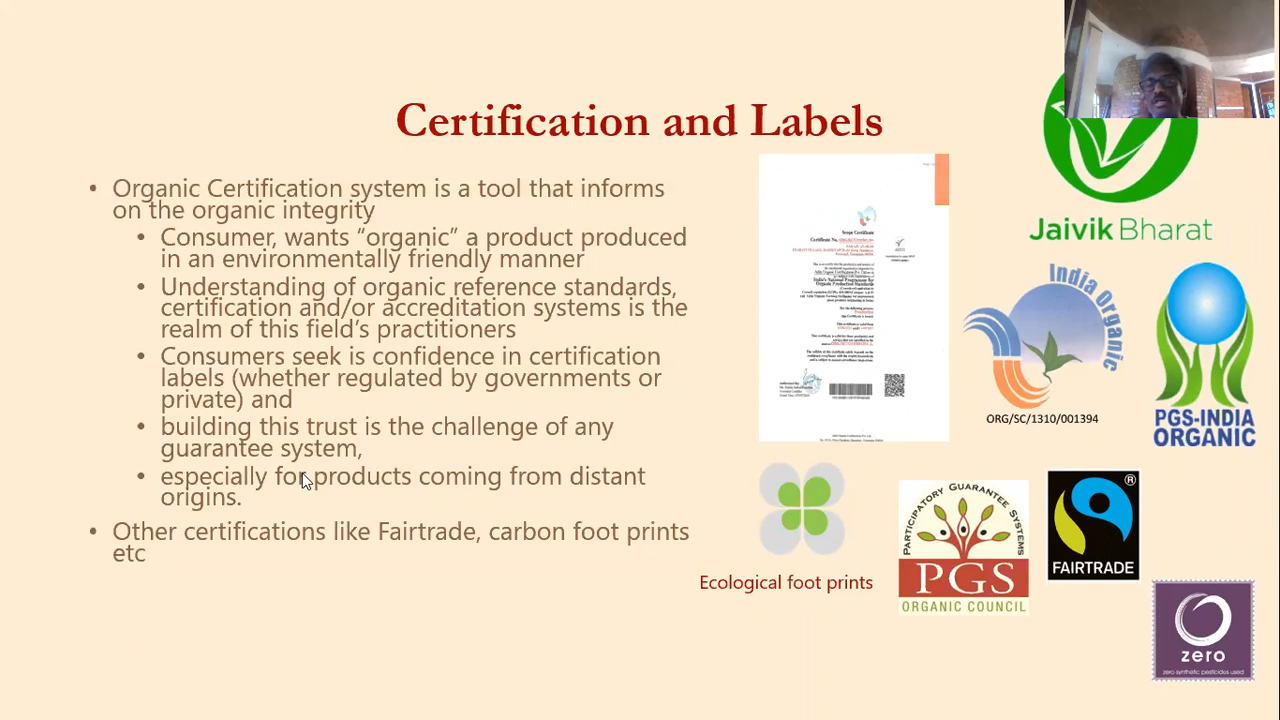 Certification and Labels
• Organic Certification system is a tool that informs
on the organic integrity
• Consumer, wants “organic” a product produced
in an environmentally friendly manner
• Understanding of organic reference standards,
certification and/or accreditation systems is the
realm of this field’s practitioners
• Consumers seek is confidence in certification
labels (whether regulated by governments or
private) and
• building this trust is the challenge of any
guarantee system,
• especially for products coming from distant
origins.
• Other certifications like Fairtrade, carbon foot prints
etc
Scope Certificate
Certificate No.
Jaivik Bharat
India Organic
ORG/SC/1310/001394
PGS-INDIA
ORGANIC
Ecological foot prints
PARTICIPATORY GUARANTEE SYSTEMS
PGS
ORGANIC COUNCIL
®
FAIRTRADE
zero
zero synthetic pesticides used